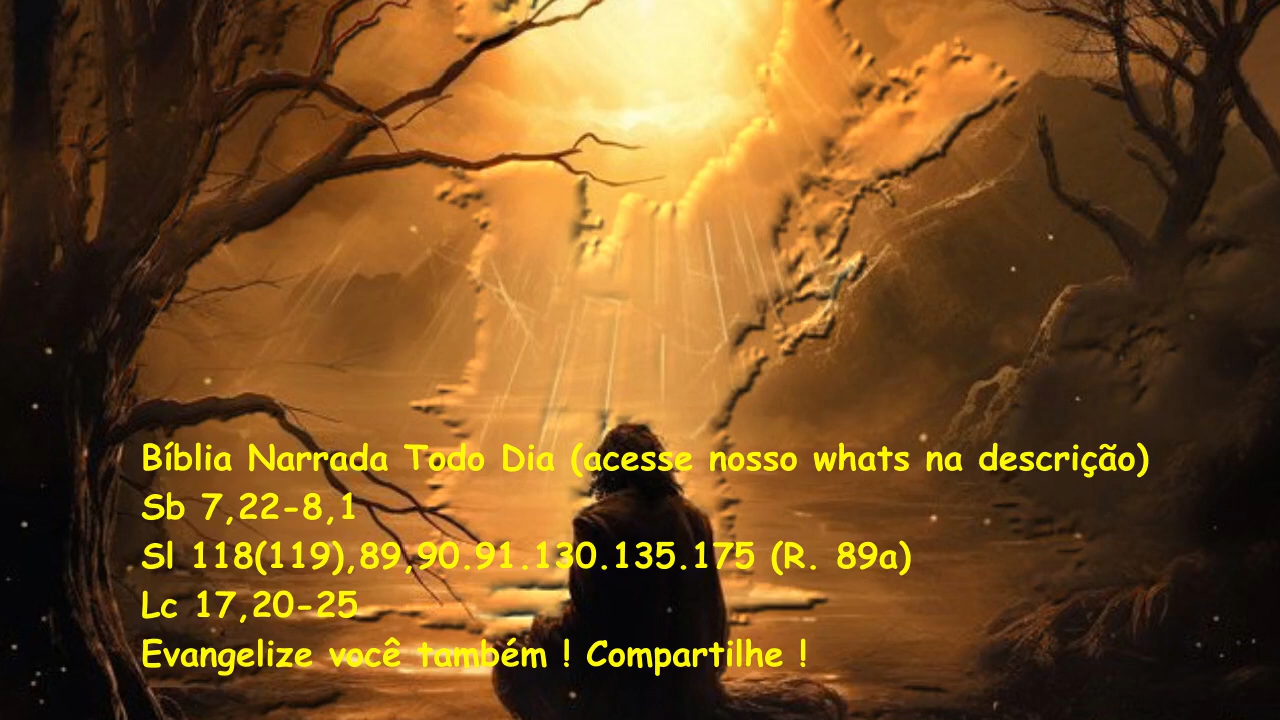 Bíblia Narrada Todo Dia (acesse nosso whats na descrição)
Sb 7,22-8,1
Sl 118(119),89,90.91.130.135.175 (R. 89a)
Lc 17,20-25
Evangelize você também ! Compartilhe !